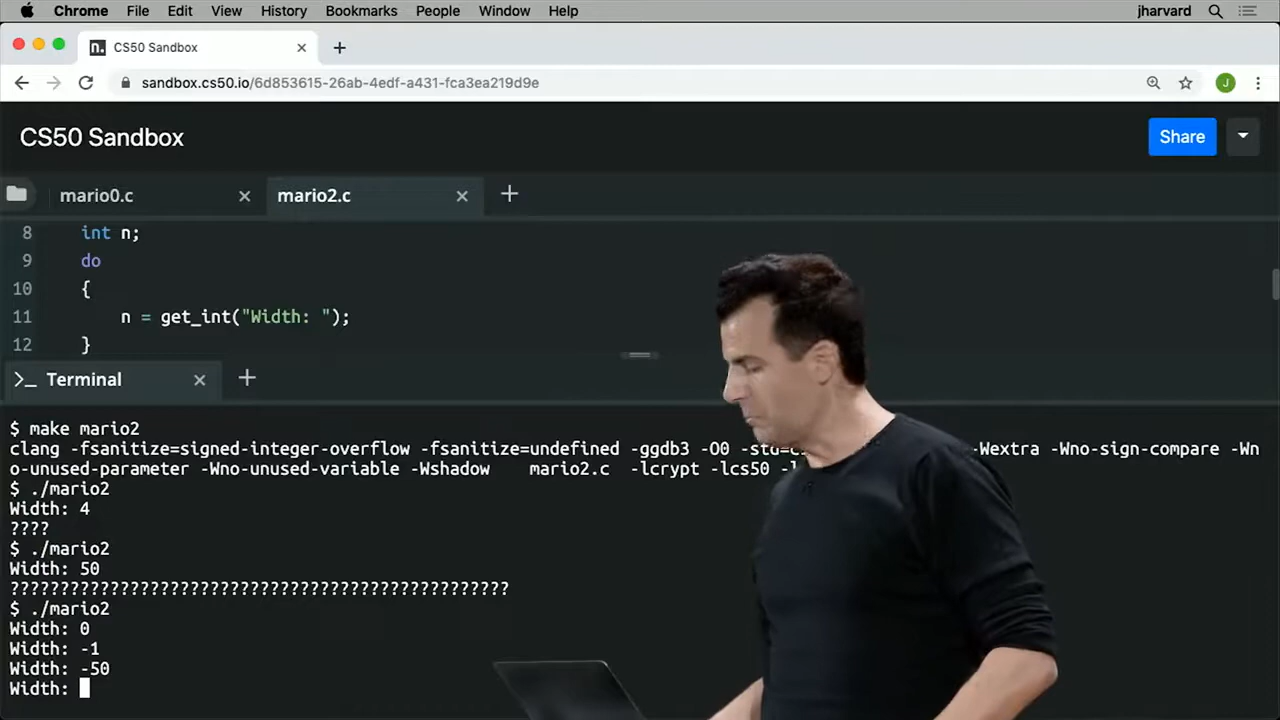 Chrome File Edit View History Bookmarks People Window Help jharvard
n. CS50 Sandbox
sandbox.cs50.io/6d853615-26ab-4edf-a431-fca3ea219d9e J
CS50 Sandbox Share
mario0.c mario2.c
8 int n;
9 do
10 {
11 n = get_int("Width: ");
12 }
>_ Terminal
$ make mario2
clang -fsanitize=signed-integer-overflow -fsanitize=undefined -ggdb3 -O0 -Wextra -Wno-sign-compare -Wn
o-unused-parameter -Wno-unused-variable -Wshadow mario2.c -lcrypt -lcs50
$ ./mario2
Width: 4
????
$ ./mario2
Width: 50
??????????????????????????????????????????????????
$ ./mario2
Width: 0
Width: -1
Width: -50
Width: